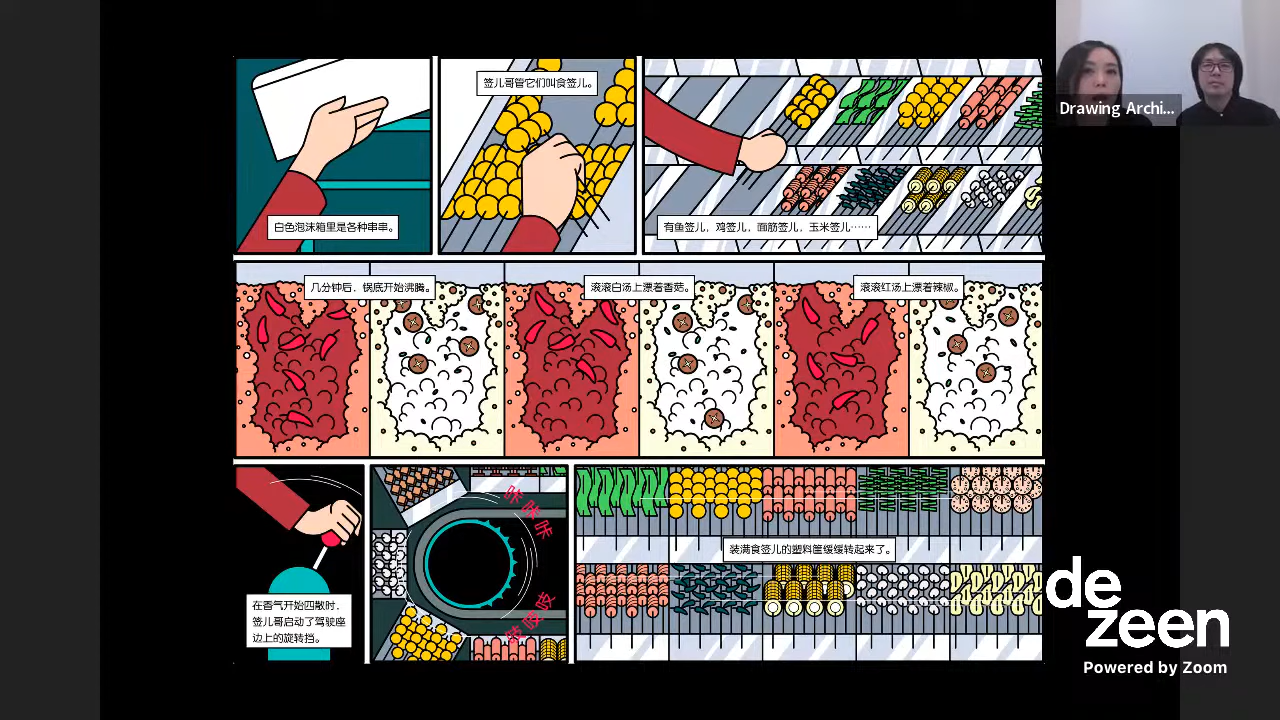 白色泡沫箱里是各种串串。
签儿哥管它们叫食签儿。
有鱼签儿，鸡签儿，面筋签儿，玉米签儿……
几分钟后，锅底开始沸腾。
滚滚白汤上漂着香菇。
滚滚红汤上漂着辣椒。
在香气开始四散时，
签儿哥启动了驾驶座
边上的旋转挡。
咔咔咔
吱吱吱
装满食签儿的塑料筐缓缓转起来了。
Drawing Archi...
de
zeen
Powered by Zoom